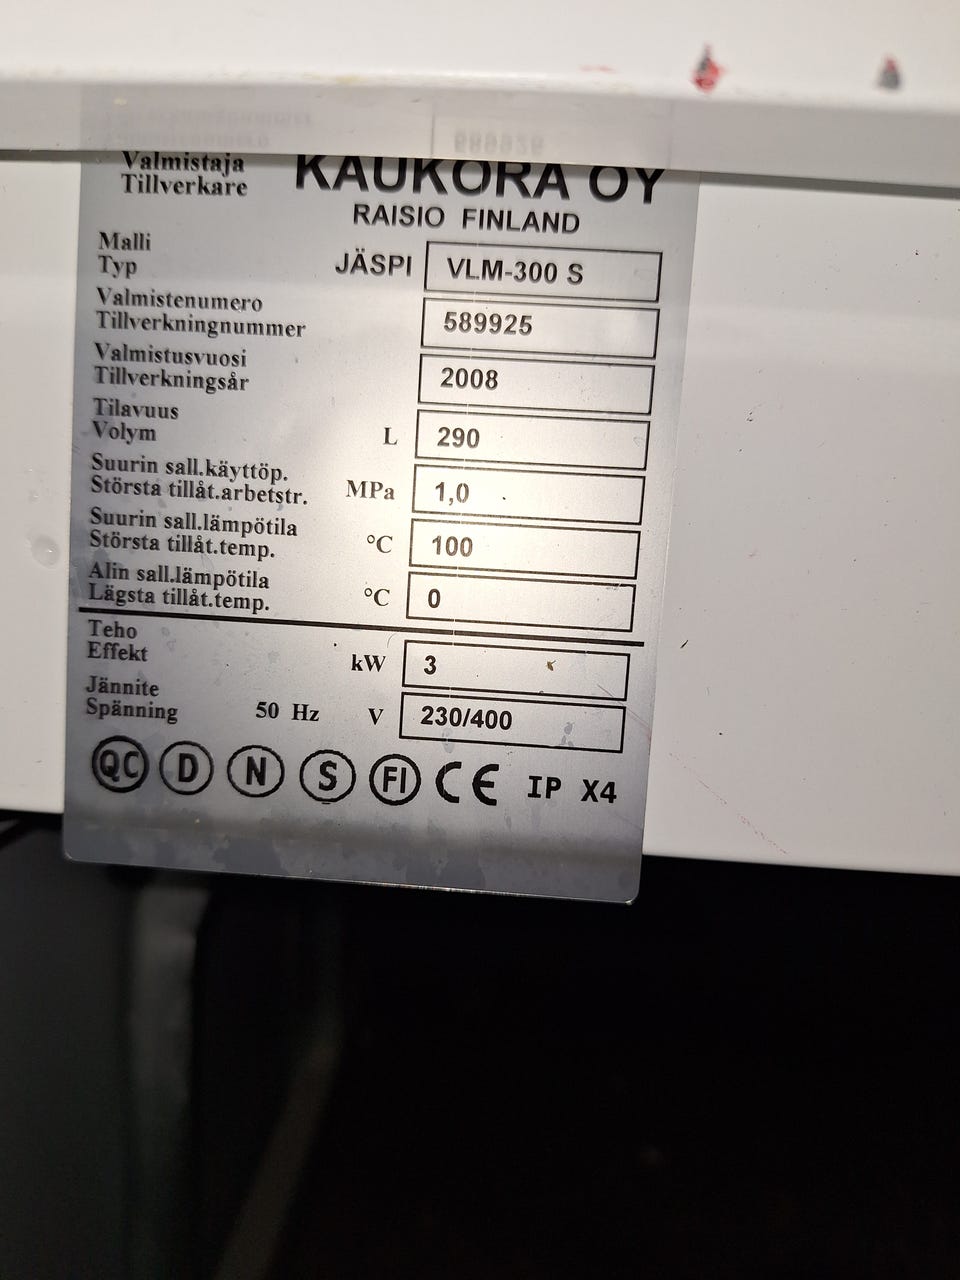 Valmistaja
Tillverkare
KAUKORA OY
RAISIO FINLAND
Malli
Typ
JÄSPI VLM-300 S
Valmistenumero
Tillverkningnummer
589925
Valmistusvuosi
Tillverkningsår
2008
Tilavuus
Volym
L 290
Suurin sall.käyttöp.
Största tillåt.arbetstr.
MPa 1,0
Suurin sall.lämpötila
Största tillåt.temp.
°C 100
Alin sall.lämpötila
Lägsta tillåt.temp.
°C 0
Teho
Effekt
kW 3
Jännite
Spänning
50 Hz V 230/400
QC D N S FI CE IP X4